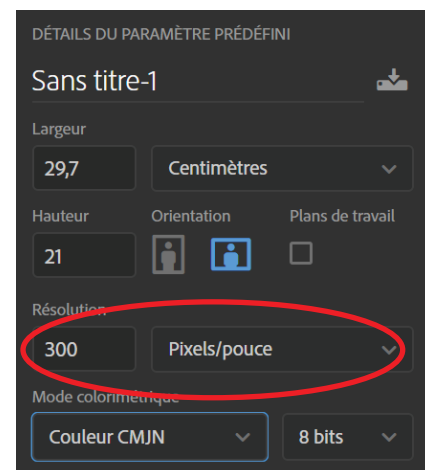 DÉTAILS DU PARAMÈTRE PRÉDÉFINI
Sans titre-1
Largeur
29,7 Centimètres
Hauteur Orientation Plans de travail
21
Résolution
300 Pixels/pouce
Mode colorimétrique
Couleur CMJN 8 bits